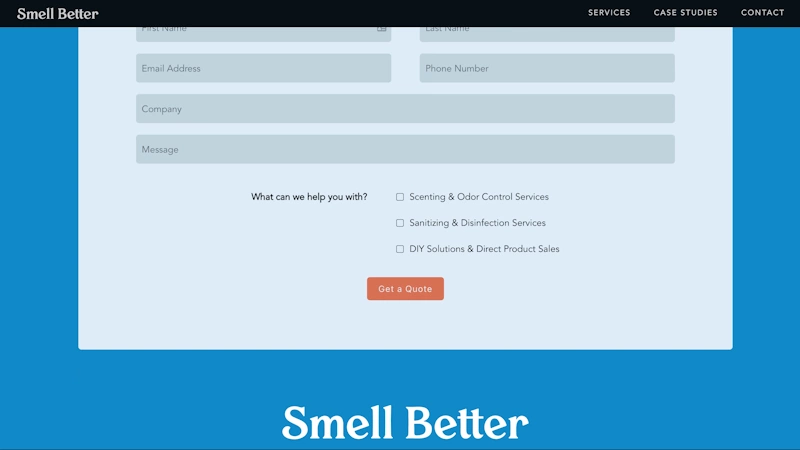 Smell Better SERVICES CASE STUDIES CONTACT
First Name Last Name
Email Address Phone Number
Company
Message
What can we help you with? Scenting & Odor Control Services
Sanitizing & Disinfection Services
DIY Solutions & Direct Product Sales
Get a Quote
Smell Better